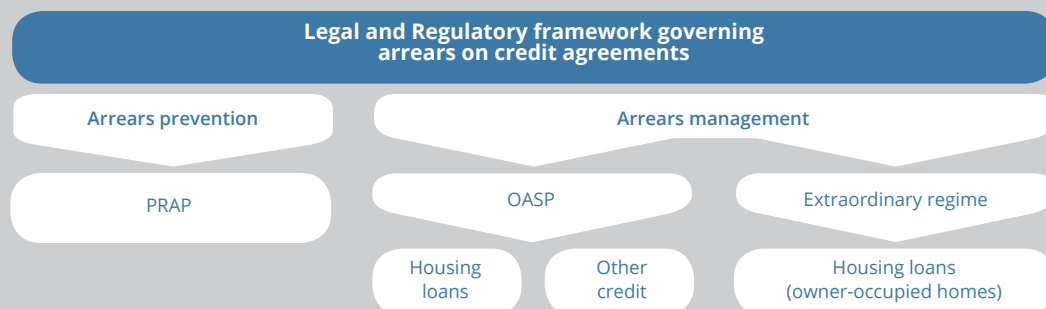 Legal and Regulatory framework governing
arrears on credit agreements
Arrears prevention
Arrears management
PRAP
OASP
Extraordinary regime
Housing
loans
Other
credit
Housing loans
(owner-occupied homes)